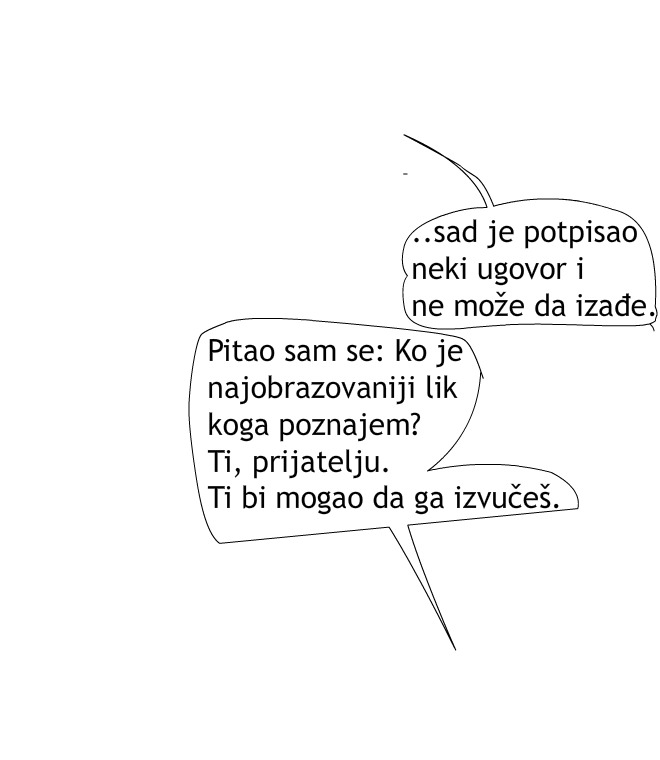 ..sad je potpisao
neki ugovor i
ne može da izađe.
Pitao sam se: Ko je
najobrazovaniji lik
koga poznajem?
Ti, prijatelju.
Ti bi mogao da ga izvučeš.